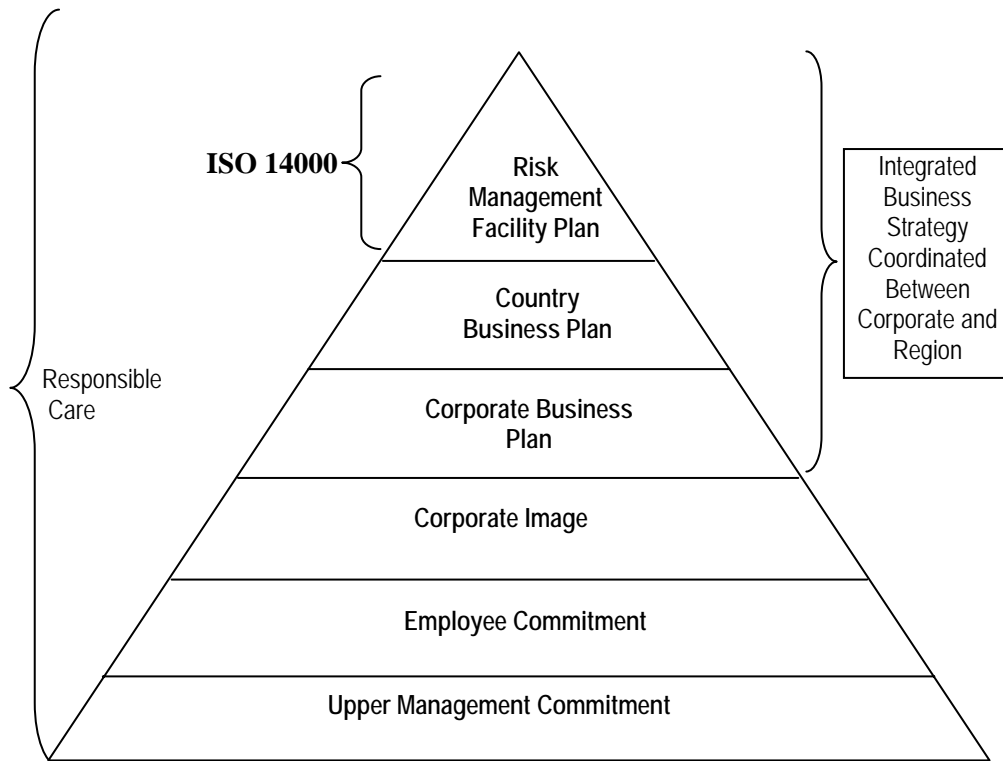 ISO 14000
Risk
Management
Facility Plan
Integrated
Business
Strategy
Coordinated
Between
Corporate and
Region
Country
Business Plan
Responsible
Care
Corporate Business
Plan
Corporate Image
Employee Commitment
Upper Management Commitment